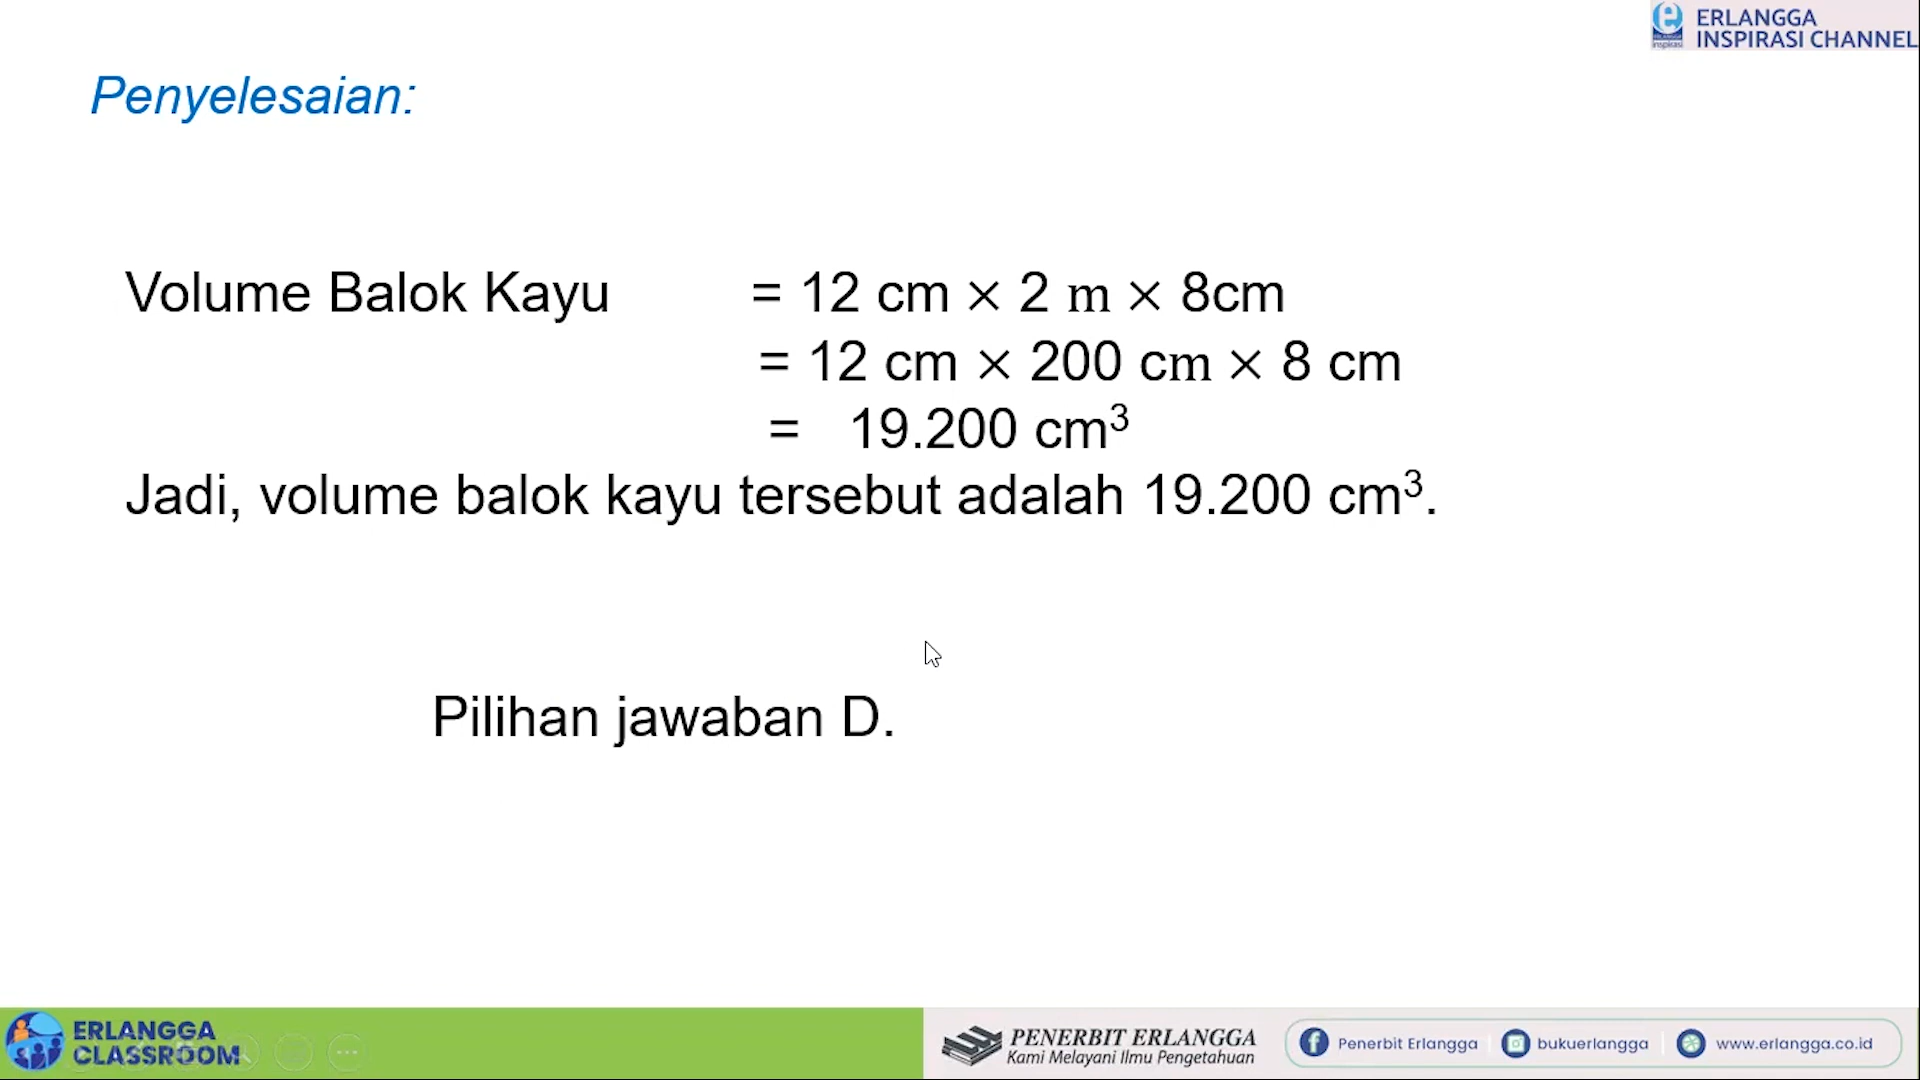 ERLANGGA
INSPIRASI CHANNEL
Penyelesaian:
Volume Balok Kayu = 12 cm × 2 m × 8cm
= 12 cm × 200 cm × 8 cm
= 19.200 cm³
Jadi, volume balok kayu tersebut adalah 19.200 cm³.
Pilihan jawaban D.
ERLANGGA
CLASSROOM
PENERBIT ERLANGGA
Kami Melayani Ilmu Pengetahuan
Penerbit Erlangga
bukuerlangga
www.erlangga.co.id